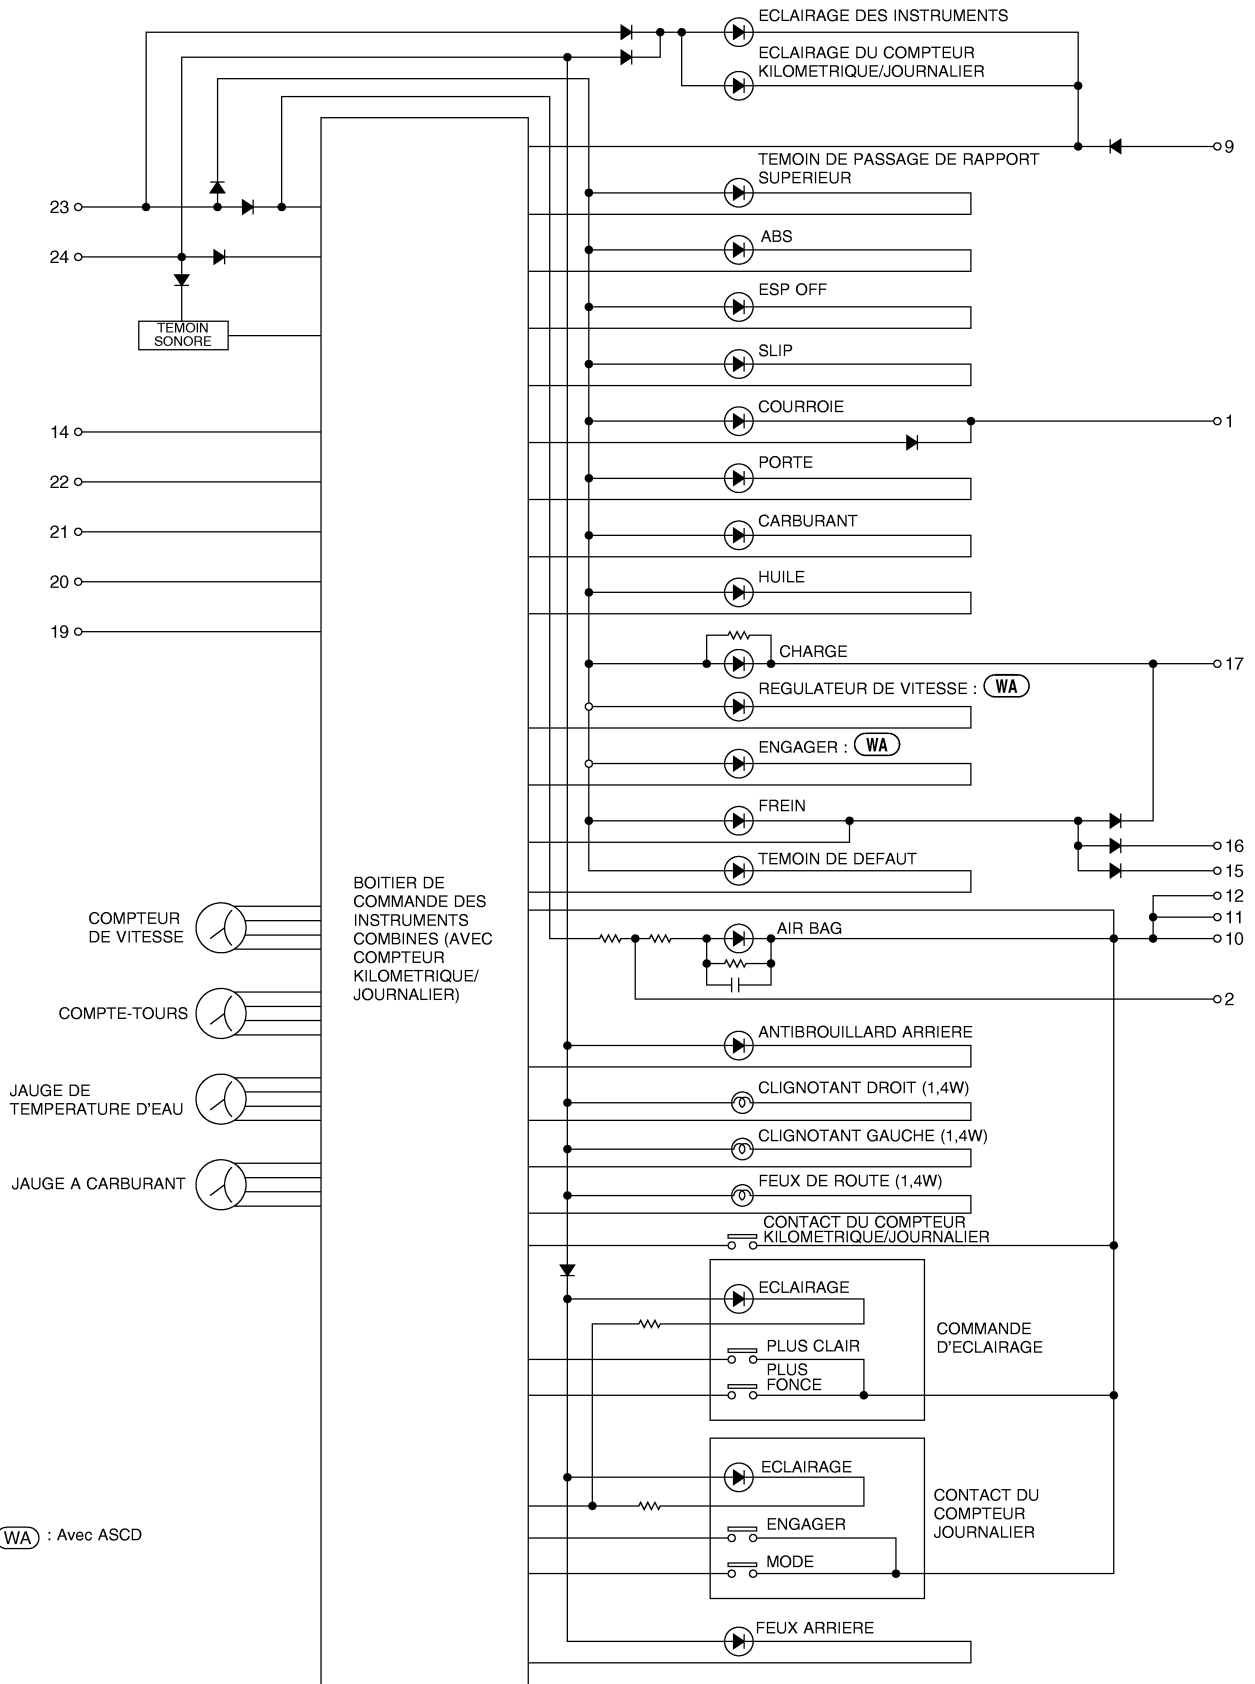 ECLAIRAGE DES INSTRUMENTS
ECLAIRAGE DU COMPTEUR
KILOMETRIQUE/JOURNALIER
9
TEMOIN DE PASSAGE DE RAPPORT
SUPERIEUR
23
ABS
24
ESP OFF
TEMOIN
SONORE
SLIP
COURROIE
1
14
PORTE
22
CARBURANT
21
HUILE
20
19
CHARGE
17
REGULATEUR DE VITESSE : WA
ENGAGER : WA
FREIN
16
TEMOIN DE DEFAUT
15
BOITIER DE
COMMANDE DES
INSTRUMENTS
COMBINES (AVEC
COMPTEUR
KILOMETRIQUE/
JOURNALIER)
12
11
COMPTEUR
DE VITESSE
AIR BAG
10
2
COMPTE-TOURS
ANTIBROUILLARD ARRIERE
JAUGE DE
TEMPERATURE D'EAU
CLIGNOTANT DROIT (1,4W)
CLIGNOTANT GAUCHE (1,4W)
JAUGE A CARBURANT
FEUX DE ROUTE (1,4W)
CONTACT DU COMPTEUR
KILOMETRIQUE/JOURNALIER
ECLAIRAGE
COMMANDE
D'ECLAIRAGE
PLUS CLAIR
PLUS
FONCE
ECLAIRAGE
CONTACT DU
COMPTEUR
JOURNALIER
ENGAGER
MODE
WA : Avec ASCD
FEUX ARRIERE